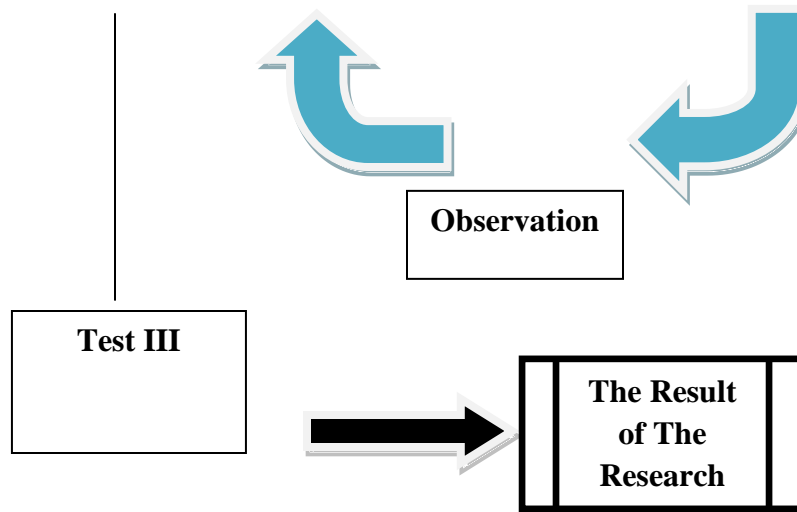 Observation
Test III
The Result
of The
Research